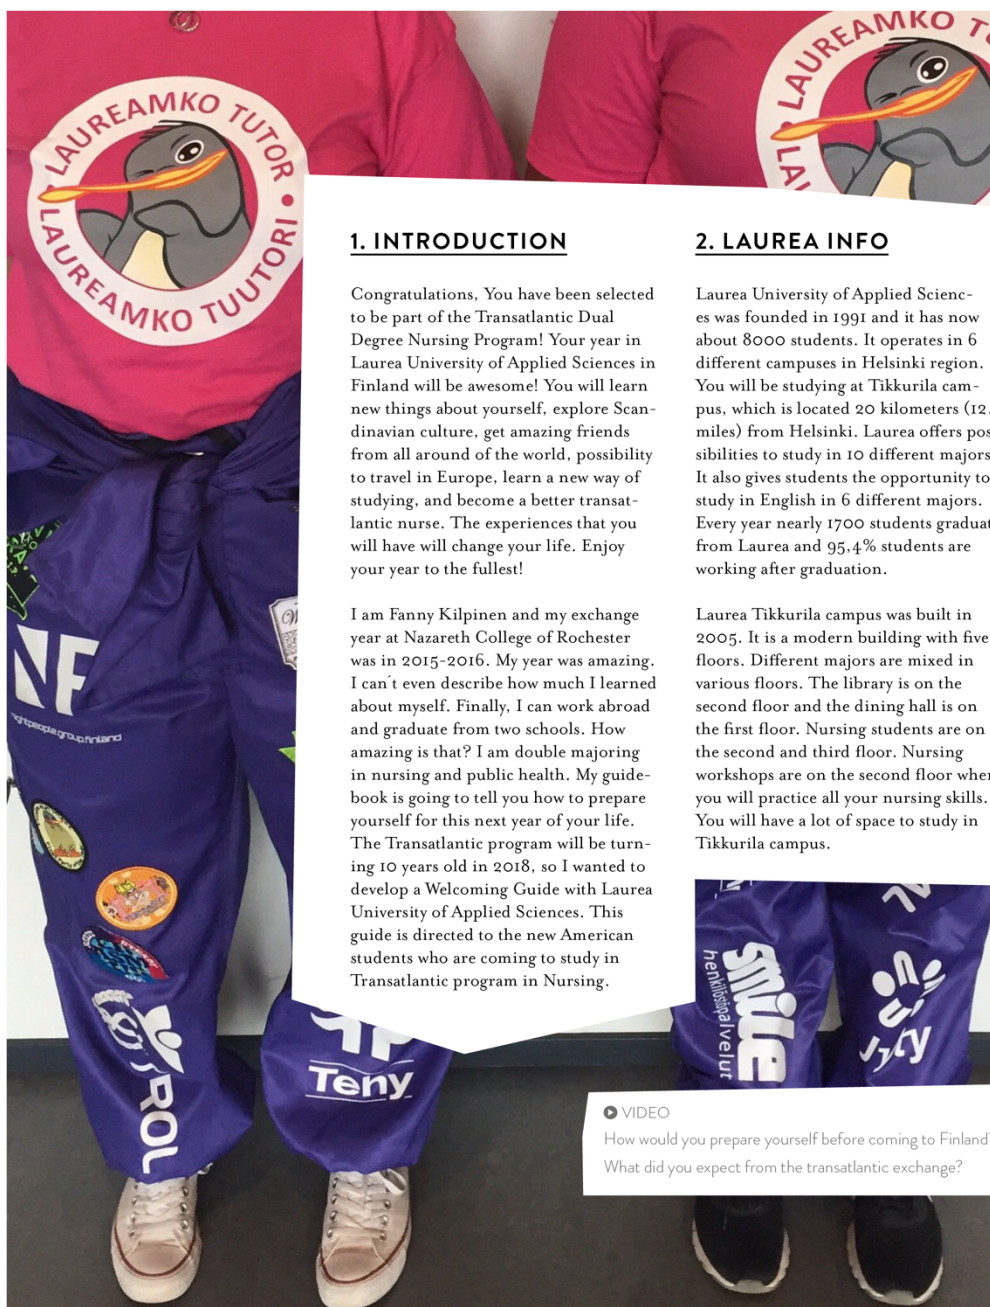 LAUREAMKO TUTOR • LAUREAMKO TUUTORI •
LAUREAMKO
1. INTRODUCTION
Congratulations, You have been selected
to be part of the Transatlantic Dual
Degree Nursing Program! Your year in
Laurea University of Applied Sciences in
Finland will be awesome! You will learn
new things about yourself, explore Scan-
dinavian culture, get amazing friends
from all around of the world, possibility
to travel in Europe, learn a new way of
studying, and become a better transat-
lantic nurse. The experiences that you
will have will change your life. Enjoy
your year to the fullest!
I am Fanny Kilpinen and my exchange
year at Nazareth College of Rochester
was in 2015-2016. My year was amazing.
I can´t even describe how much I learned
about myself. Finally, I can work abroad
and graduate from two schools. How
amazing is that? I am double majoring
in nursing and public health. My guide-
book is going to tell you how to prepare
yourself for this next year of your life.
The Transatlantic program will be turn-
ing 10 years old in 2018, so I wanted to
develop a Welcoming Guide with Laurea
University of Applied Sciences. This
guide is directed to the new American
students who are coming to study in
Transatlantic program in Nursing.
2. LAUREA INFO
Laurea University of Applied Scienc-
es was founded in 1991 and it has now
about 8000 students. It operates in 6
different campuses in Helsinki region.
You will be studying at Tikkurila cam-
pus, which is located 20 kilometers (12.
miles) from Helsinki. Laurea offers pos
sibilities to study in 10 different majors
It also gives students the opportunity to
study in English in 6 different majors.
Every year nearly 1700 students graduat
from Laurea and 95,4% students are
working after graduation.
Laurea Tikkurila campus was built in
2005. It is a modern building with five
floors. Different majors are mixed in
various floors. The library is on the
second floor and the dining hall is on
the first floor. Nursing students are on
the second and third floor. Nursing
workshops are on the second floor wher
you will practice all your nursing skills.
You will have a lot of space to study in
Tikkurila campus.
NF
nightpeople group finland
Teny
smile
henkilöstöpalvelut
VIDEO
How would you prepare yourself before coming to Finland?
What did you expect from the transatlantic exchange?